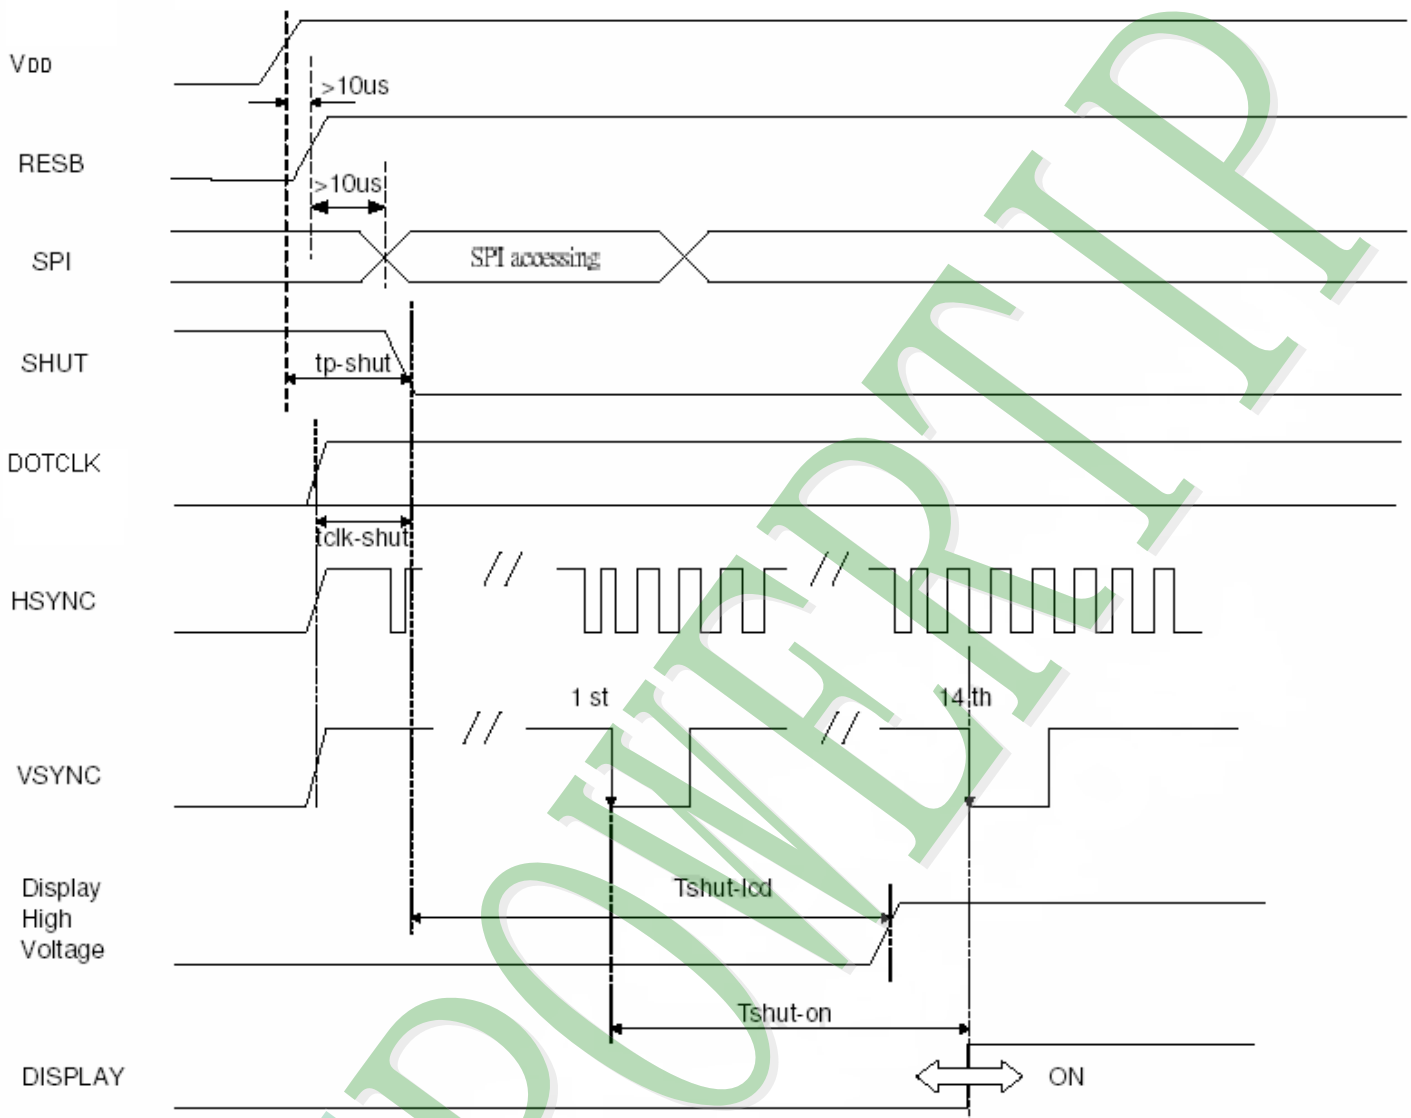 VDD
>10us
RESB
>10us
SPI
SPI accessing
SHUT
tp-shut
DOTCLK
tclk-shut
HSYNC
1 st
14 th
VSYNC
Display
High
Voltage
Tshut-lcd
Tshut-on
DISPLAY
ON
POWERTIP